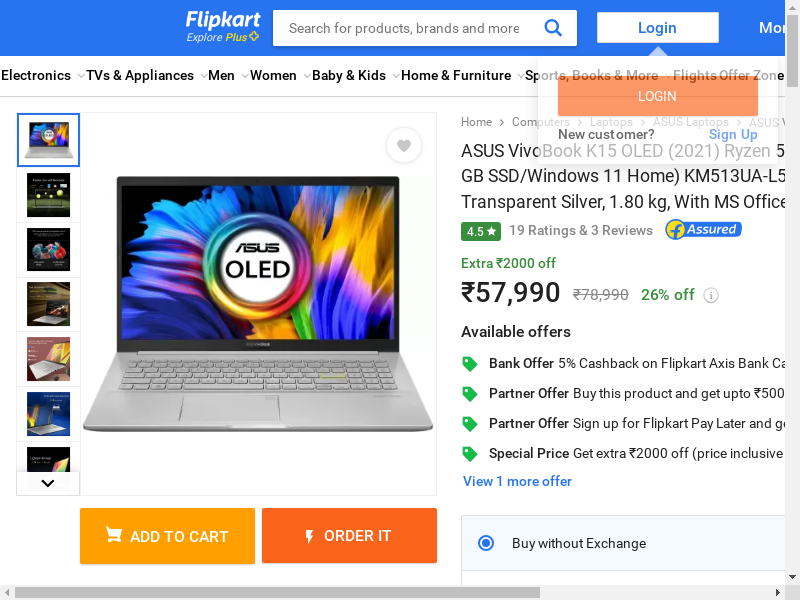 Flipkart
Explore Plus
Search for products, brands and more
Login
Electronics
TVs & Appliances
Men
Women
Baby & Kids
Home & Furniture
Sports, Books & More
Flights
Offer Zone
LOGIN
New customer?
Sign Up
Home
Computers
Laptops
ASUS Laptops
ASUS
ASUS VivoBook K15 OLED (2021) Ryzen 5
GB SSD/Windows 11 Home) KM513UA-L5
Transparent Silver, 1.80 kg, With MS Office
4.5
19 Ratings & 3 Reviews
Assured
Extra ₹2000 off
₹57,990
₹78,990
26% off
Available offers
Bank Offer 5% Cashback on Flipkart Axis Bank
Partner Offer Buy this product and get upto ₹500
Partner Offer Sign up for Flipkart Pay Later and
Special Price Get extra ₹2000 off (price inclusive
View 1 more offer
ASUS
OLED
ADD TO CART
ORDER IT
Buy without Exchange